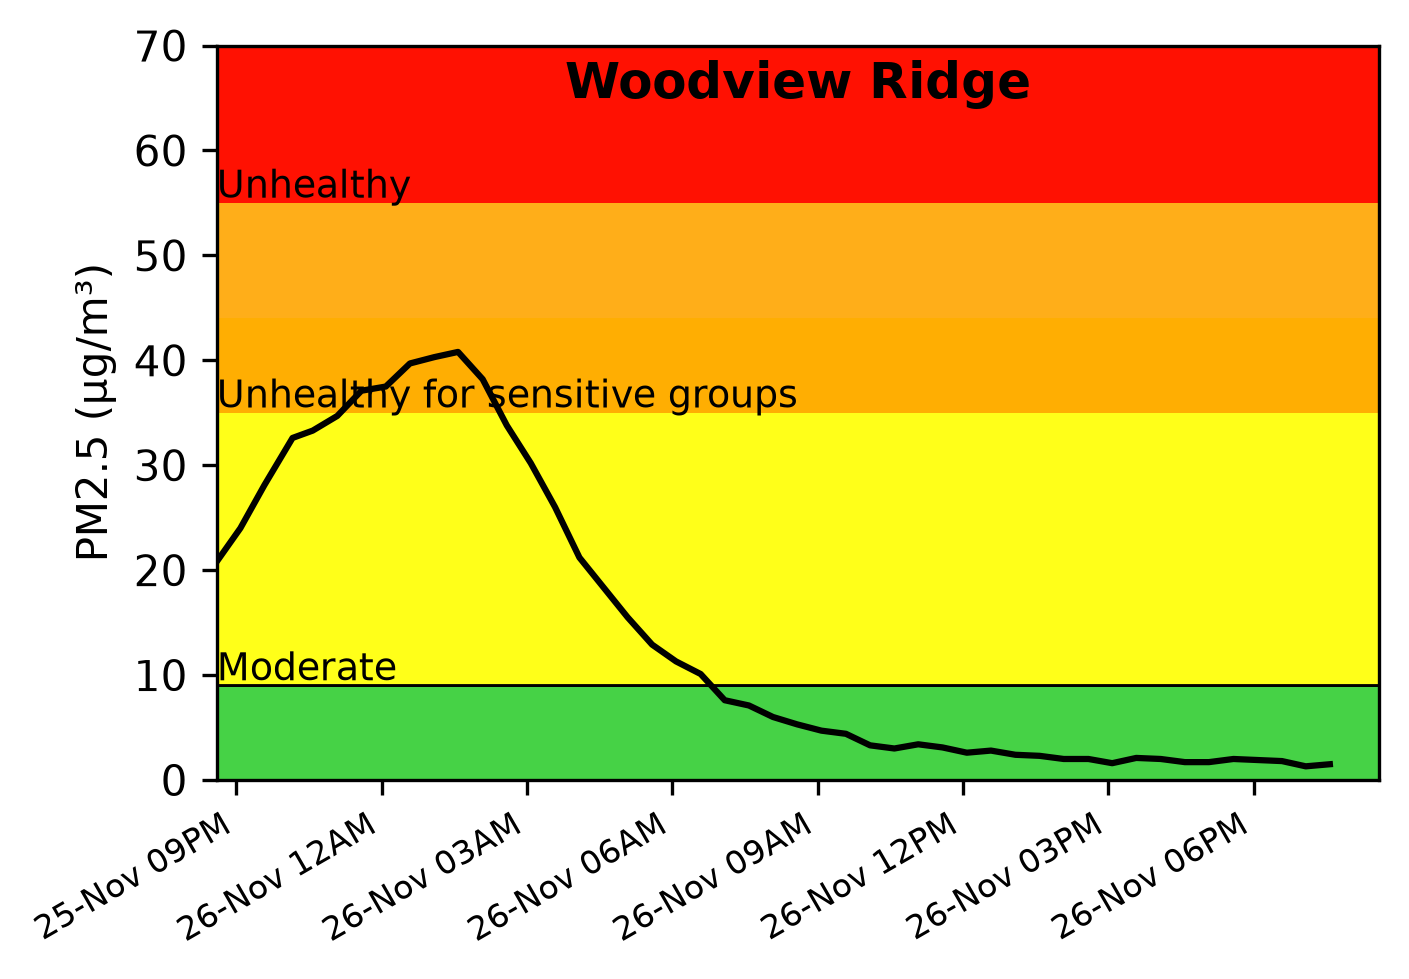 Woodview Ridge
PM2.5 (µg/m³)
70
60
50
40
30
20
10
0
Unhealthy
Unhealthy for sensitive groups
Moderate
25-Nov 09PM
26-Nov 12AM
26-Nov 03AM
26-Nov 06AM
26-Nov 09AM
26-Nov 12PM
26-Nov 03PM
26-Nov 06PM